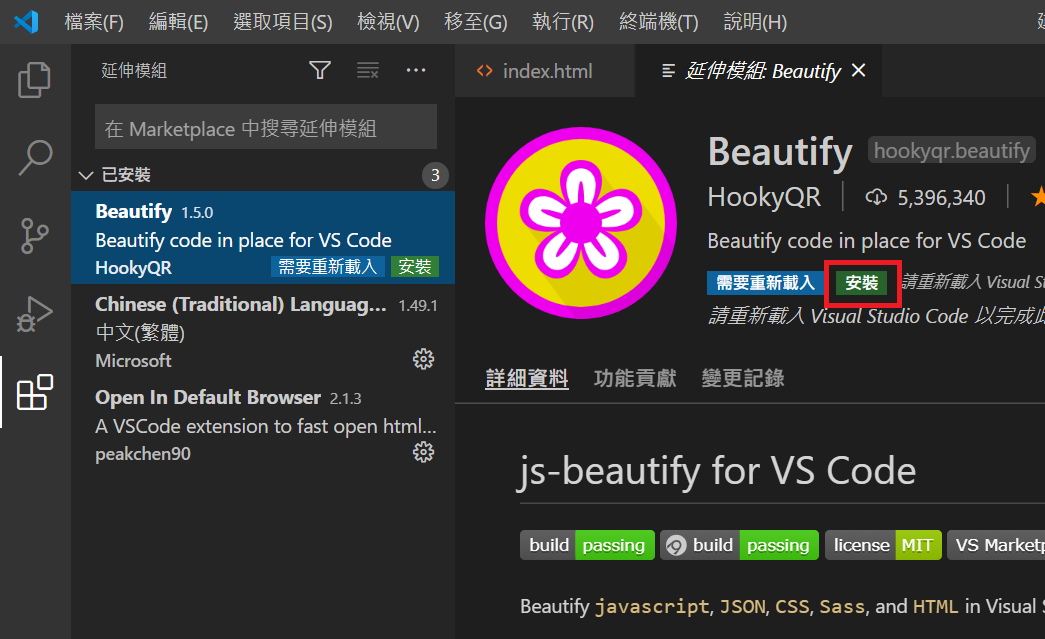 檔案(F) 編輯(E) 選取項目(S) 檢視(V) 移至(G) 執行(R) 終端機(T) 說明(H)
延伸模組
在 Marketplace 中搜尋延伸模組
已安裝 3
Beautify 1.5.0
Beautify code in place for VS Code
HookyQR 需要重新載入 安裝
Chinese (Traditional) Languag... 1.49.1
中文(繁體)
Microsoft
Open In Default Browser 2.1.3
A VSCode extension to fast open html...
peakchen90
index.html 延伸模組: Beautify
Beautify hookyqr.beautify
HookyQR 5,396,340
Beautify code in place for VS Code
需要重新載入 安裝 請重新載入 Visual
請重新載入 Visual Studio Code 以完成
詳細資料 功能貢獻 變更記錄
js-beautify for VS Code
build passing build passing license MIT VS
Beautify javascript, JSON, CSS, Sass, and HTML in Visual